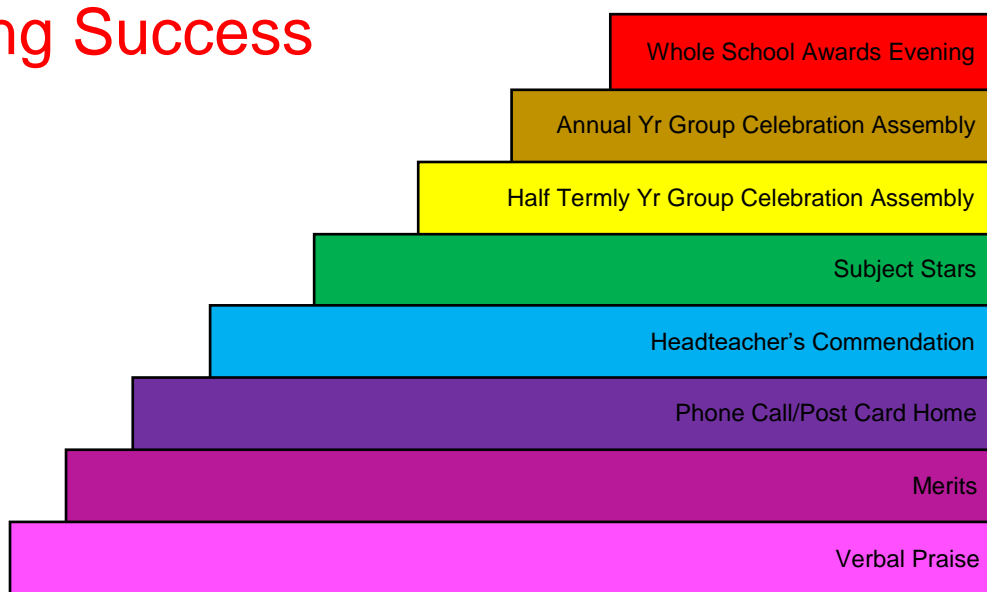 ng Success
Whole School Awards Evening
Annual Yr Group Celebration Assembly
Half Termly Yr Group Celebration Assembly
Subject Stars
Headteacher’s Commendation
Phone Call/Post Card Home
Merits
Verbal Praise